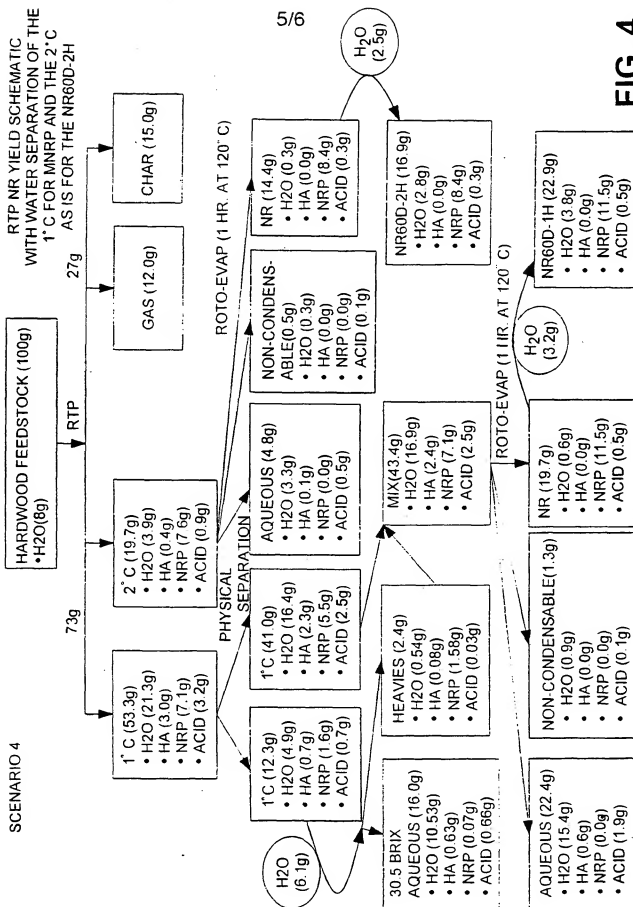 5/6
SCENARIO 4
RTP NR YIELD SCHEMATIC
WITH WATER SEPARATION OF THE
1°C FOR MNRP AND THE 2°C
AS IS FOR THE NR60D-2H
HARDWOOD FEEDSTOCK (100g)
•H2O(6g)
RTP
73g
27g
1°C (53.3g)
• H2O (21.3g)
• HA (3.0g)
• NRP (7.1g)
• ACID (3.2g)
2°C (19.7g)
• H2O (3.9g)
• HA (0.4g)
• NRP (7.6g)
• ACID (0.9g)
GAS (12.0g)
CHAR (15.0g)
PHYSICAL
SEPARATION
ROTO-EVAP (1 HR. AT 120°C)
1°C (12.3g)
• H2O (4.9g)
• HA (0.7g)
• NRP (1.6g)
• ACID (0.7g)
1°C (41.0g)
• H2O (16.4g)
• HA (2.3g)
• NRP (5.5g)
• ACID (2.5g)
AQUEOUS (4.8g)
• H2O (3.3g)
• HA (0.1g)
• NRP (0.0g)
• ACID (0.5g)
NON-CONDENS-
ABLE(0.5g)
• H2O (0.3g)
• HA (0.0g)
• NRP (0.0g)
• ACID (0.1g)
NR (14.4g)
• H2O (0.3g)
• HA (0.0g)
• NRP (8.4g)
• ACID (0.3g)
H2O
(2.5g)
H2O
(6.1g)
30.5 BRIX
AQUEOUS (16.0g)
• H2O (10.53g)
• HA (0.63g)
• NRP (0.07g)
• ACID (0.66g)
HEAVIES (2.4g)
• H2O (0.54g)
• HA (0.08g)
• NRP (1.58g)
• ACID (0.03g)
MIX(43.4g)
• H2O (16.9g)
• HA (2.4g)
• NRP (7.1g)
• ACID (2.5g)
NR60D-2H (16.9g)
• H2O (2.8g)
• HA (0.0g)
• NRP (8.4g)
• ACID (0.3g)
ROTO-EVAP (1 HR. AT 120°C)
AQUEOUS (22.4g)
• H2O (15.4g)
• HA (0.6g)
• NRP (0.0g)
• ACID (1.9g)
NON-CONDENSABLE(1.3g)
• H2O (0.9g)
• HA (0.0g)
• NRP (0.0g)
• ACID (0.1g)
NR (19.7g)
• H2O (0.6g)
• HA (0.0g)
• NRP (11.5g)
• ACID (0.5g)
H2O
(3.2g)
NR60D-1H (22.9g)
• H2O (3.8g)
• HA (0.0g)
• NRP (11.5g)
• ACID (0.5g)
FIG. 4